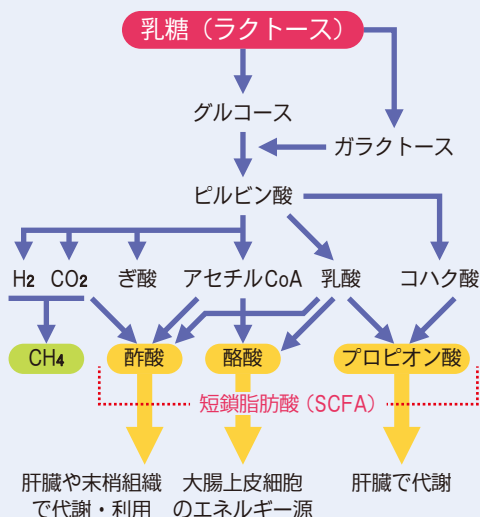 乳糖（ラクトース）
グルコース
ガラクトース
ピルビン酸
H2 CO2 ぎ酸 アセチルCoA 乳酸 コハク酸
CH4 酢酸 酪酸 プロピオン酸
短鎖脂肪酸（SCFA）
肝臓や末梢組織
で代謝・利用
大腸上皮細胞
のエネルギー源
肝臓で代謝